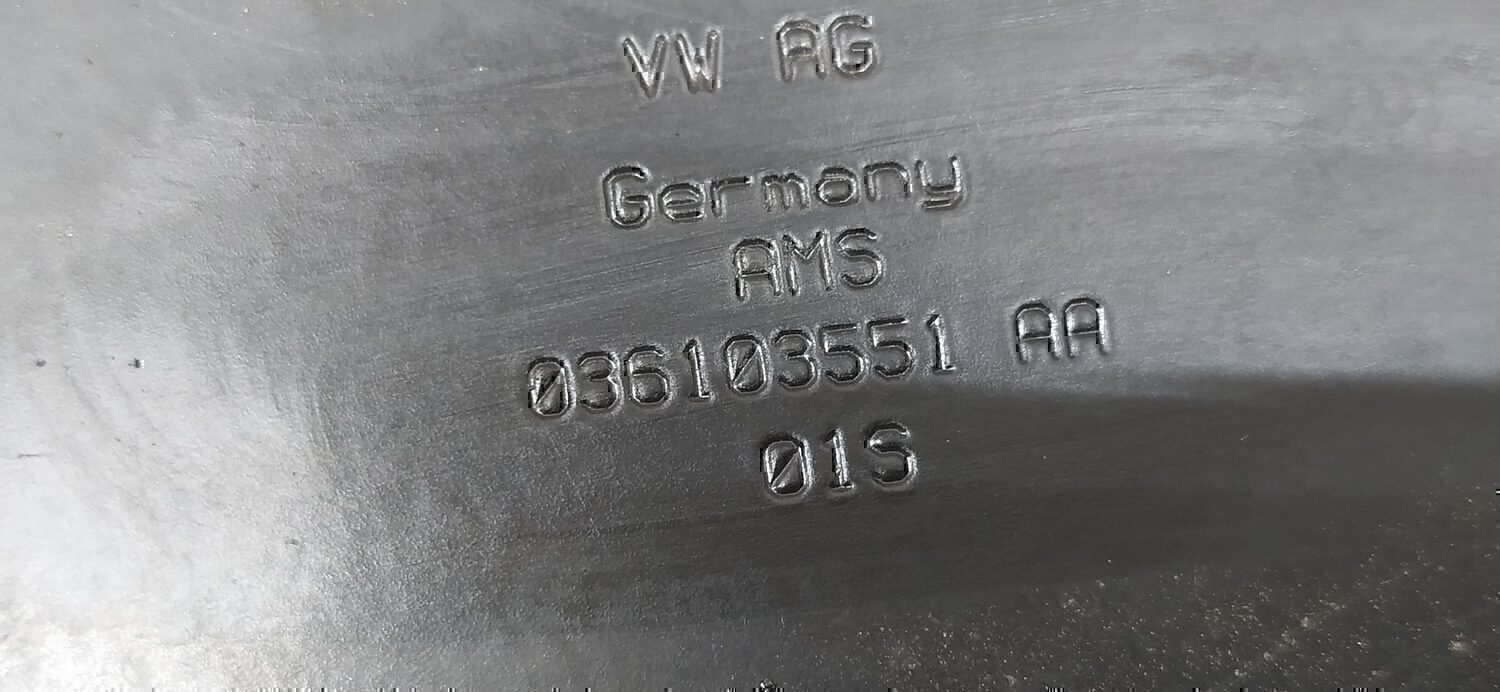 VW AG
Germany
AMS
036103551 AA
01S